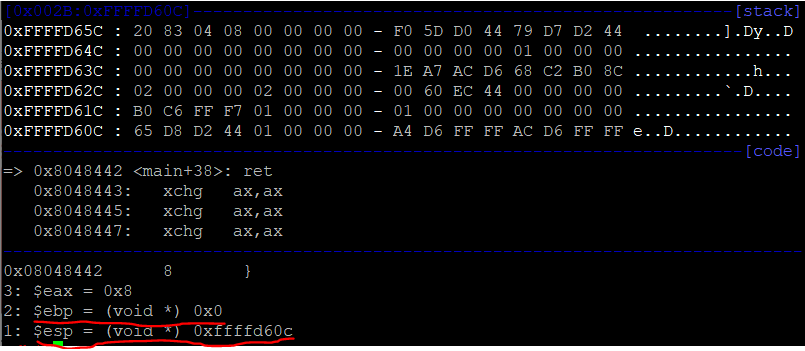 [0x002B:0xFFFFD60C] [stack]
0xFFFFD65C : 20 83 04 08 00 00 00 00 - F0 5D D0 44 79 D7 D2 44 ........].Dy..D
0xFFFFD64C : 00 00 00 00 00 00 00 00 - 00 00 00 00 01 00 00 00 ................
0xFFFFD63C : 00 00 00 00 00 00 00 00 - 1E A7 AC D6 68 C2 B0 8C ............h...
0xFFFFD62C : 02 00 00 00 02 00 00 00 - 00 60 EC 44 00 00 00 00 .........`.D....
0xFFFFD61C : B0 C6 FF F7 01 00 00 00 - 01 00 00 00 00 00 00 00 ................
0xFFFFD60C : 65 D8 D2 44 01 00 00 00 - A4 D6 FF FF AC D6 FF FF e..D............
[code]
=> 0x8048442 <main+38>: ret
0x8048443: xchg ax,ax
0x8048445: xchg ax,ax
0x8048447: xchg ax,ax
0x08048442 8 }
3: $eax = 0x8
2: $ebp = (void *) 0x0
1: $esp = (void *) 0xffffd60c